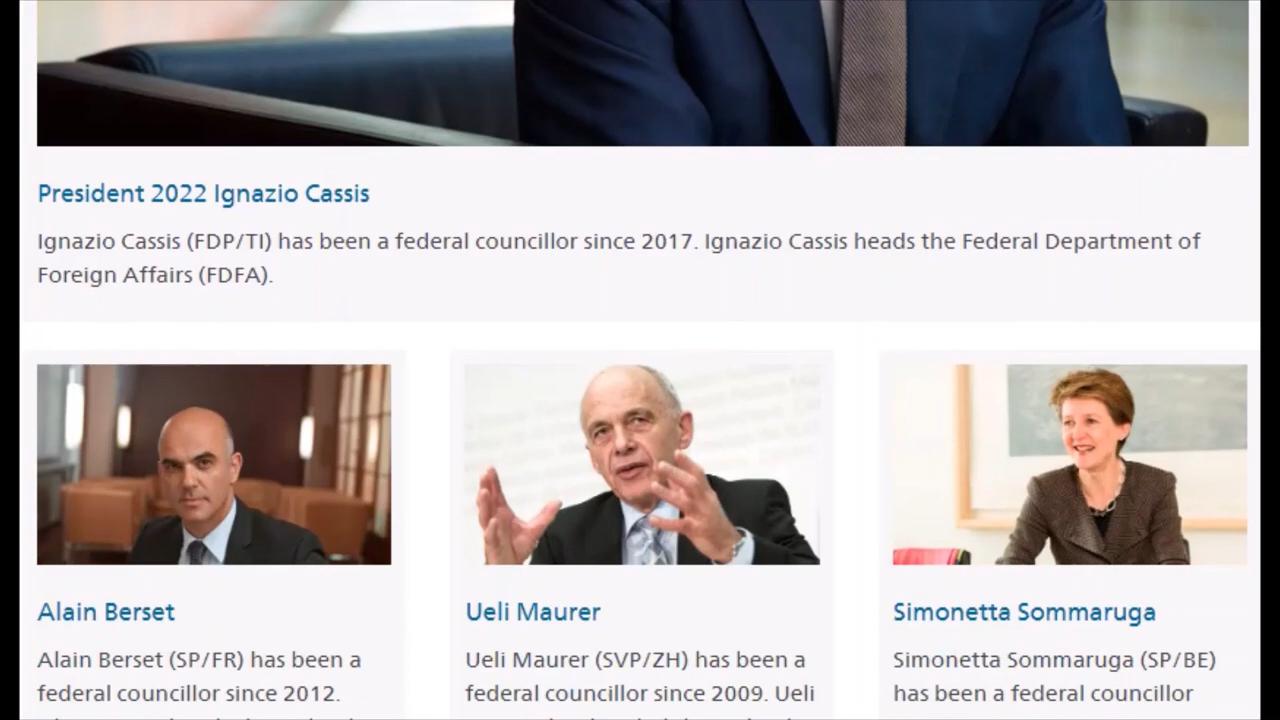 President 2022 Ignazio Cassis
Ignazio Cassis (FDP/TI) has been a federal councillor since 2017. Ignazio Cassis heads the Federal Department of
Foreign Affairs (FDFA).
Alain Berset
Alain Berset (SP/FR) has been a
federal councillor since 2012.
Ueli Maurer
Ueli Maurer (SVP/ZH) has been a
federal councillor since 2009. Ueli
Simonetta Sommaruga
Simonetta Sommaruga (SP/BE)
has been a federal councillor